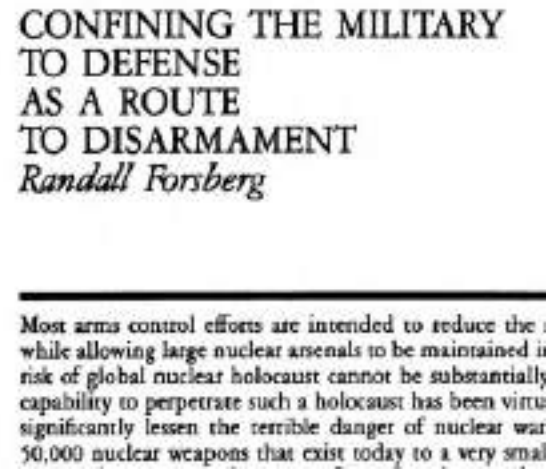 CONFINING THE MILITARY
TO DEFENSE
AS A ROUTE
TO DISARMAMENT
Randall Forsberg
Most arms control efforts are intended to reduce the
while allowing large nuclear arsenals to be maintained
risk of global nuclear holocaust cannot be substantially
capability to perpetrate such a holocaust has been
significantly lessen the terrible danger of nuclear war
50,000 nuclear weapons that exist today to a very small